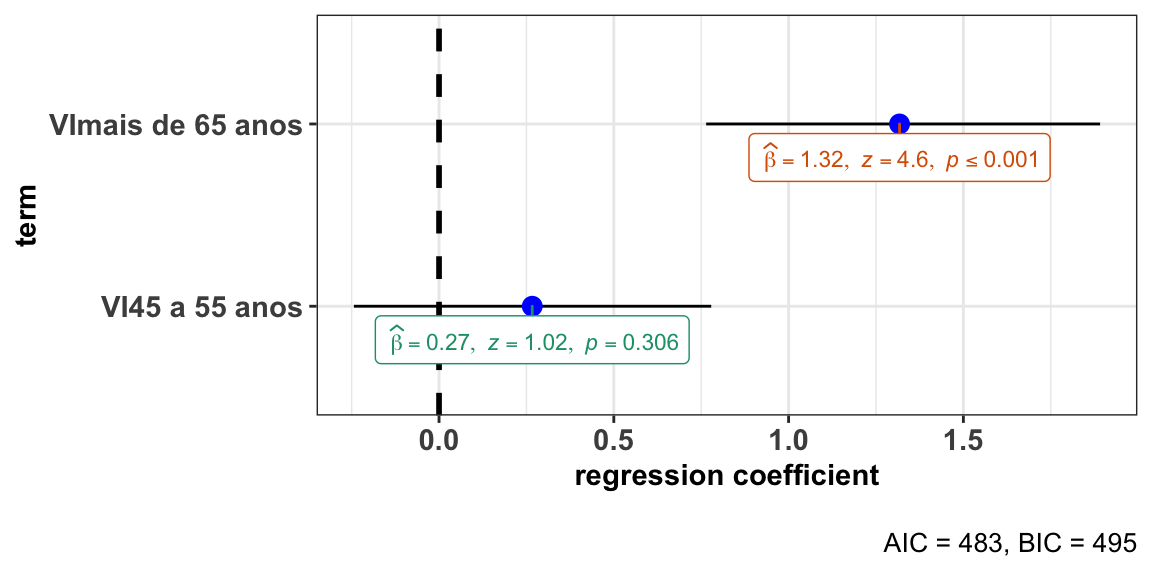 VImais de 65 anos
β̂ = 1.32, z = 4.6, p ≤ 0.001
term
VI45 a 55 anos
β̂ = 0.27, z = 1.02, p = 0.306
0.0 0.5 1.0 1.5
regression coefficient
AIC = 483, BIC = 495